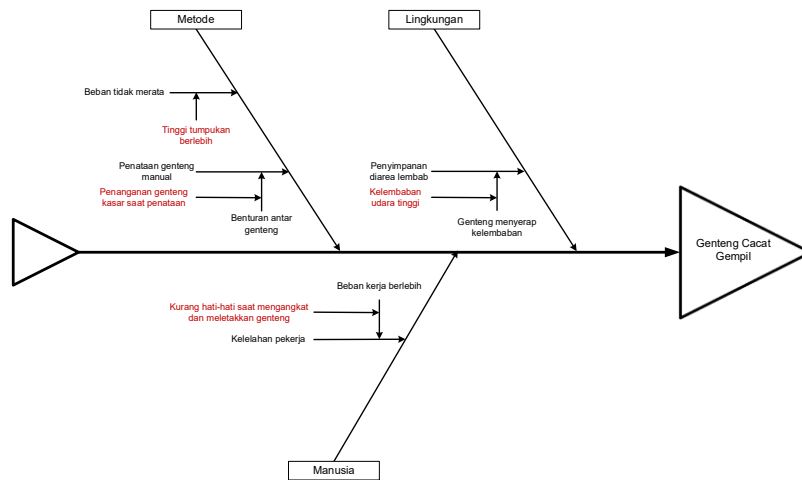 Metode
Lingkungan
Beban tidak merata
Tinggi tumpukan
berlebih
Penataan genteng
manual
Penanganan genteng
kasar saat penataan
Benturan antar
genteng
Penyimpanan
diarea lembab
Kelembaban
udara tinggi
Genteng menyerap
kelembaban
Genteng Cacat
Gempil
Beban kerja berlebih
Kurang hati-hati saat mengangkat
dan meletakkan genteng
Kelelahan pekerja
Manusia